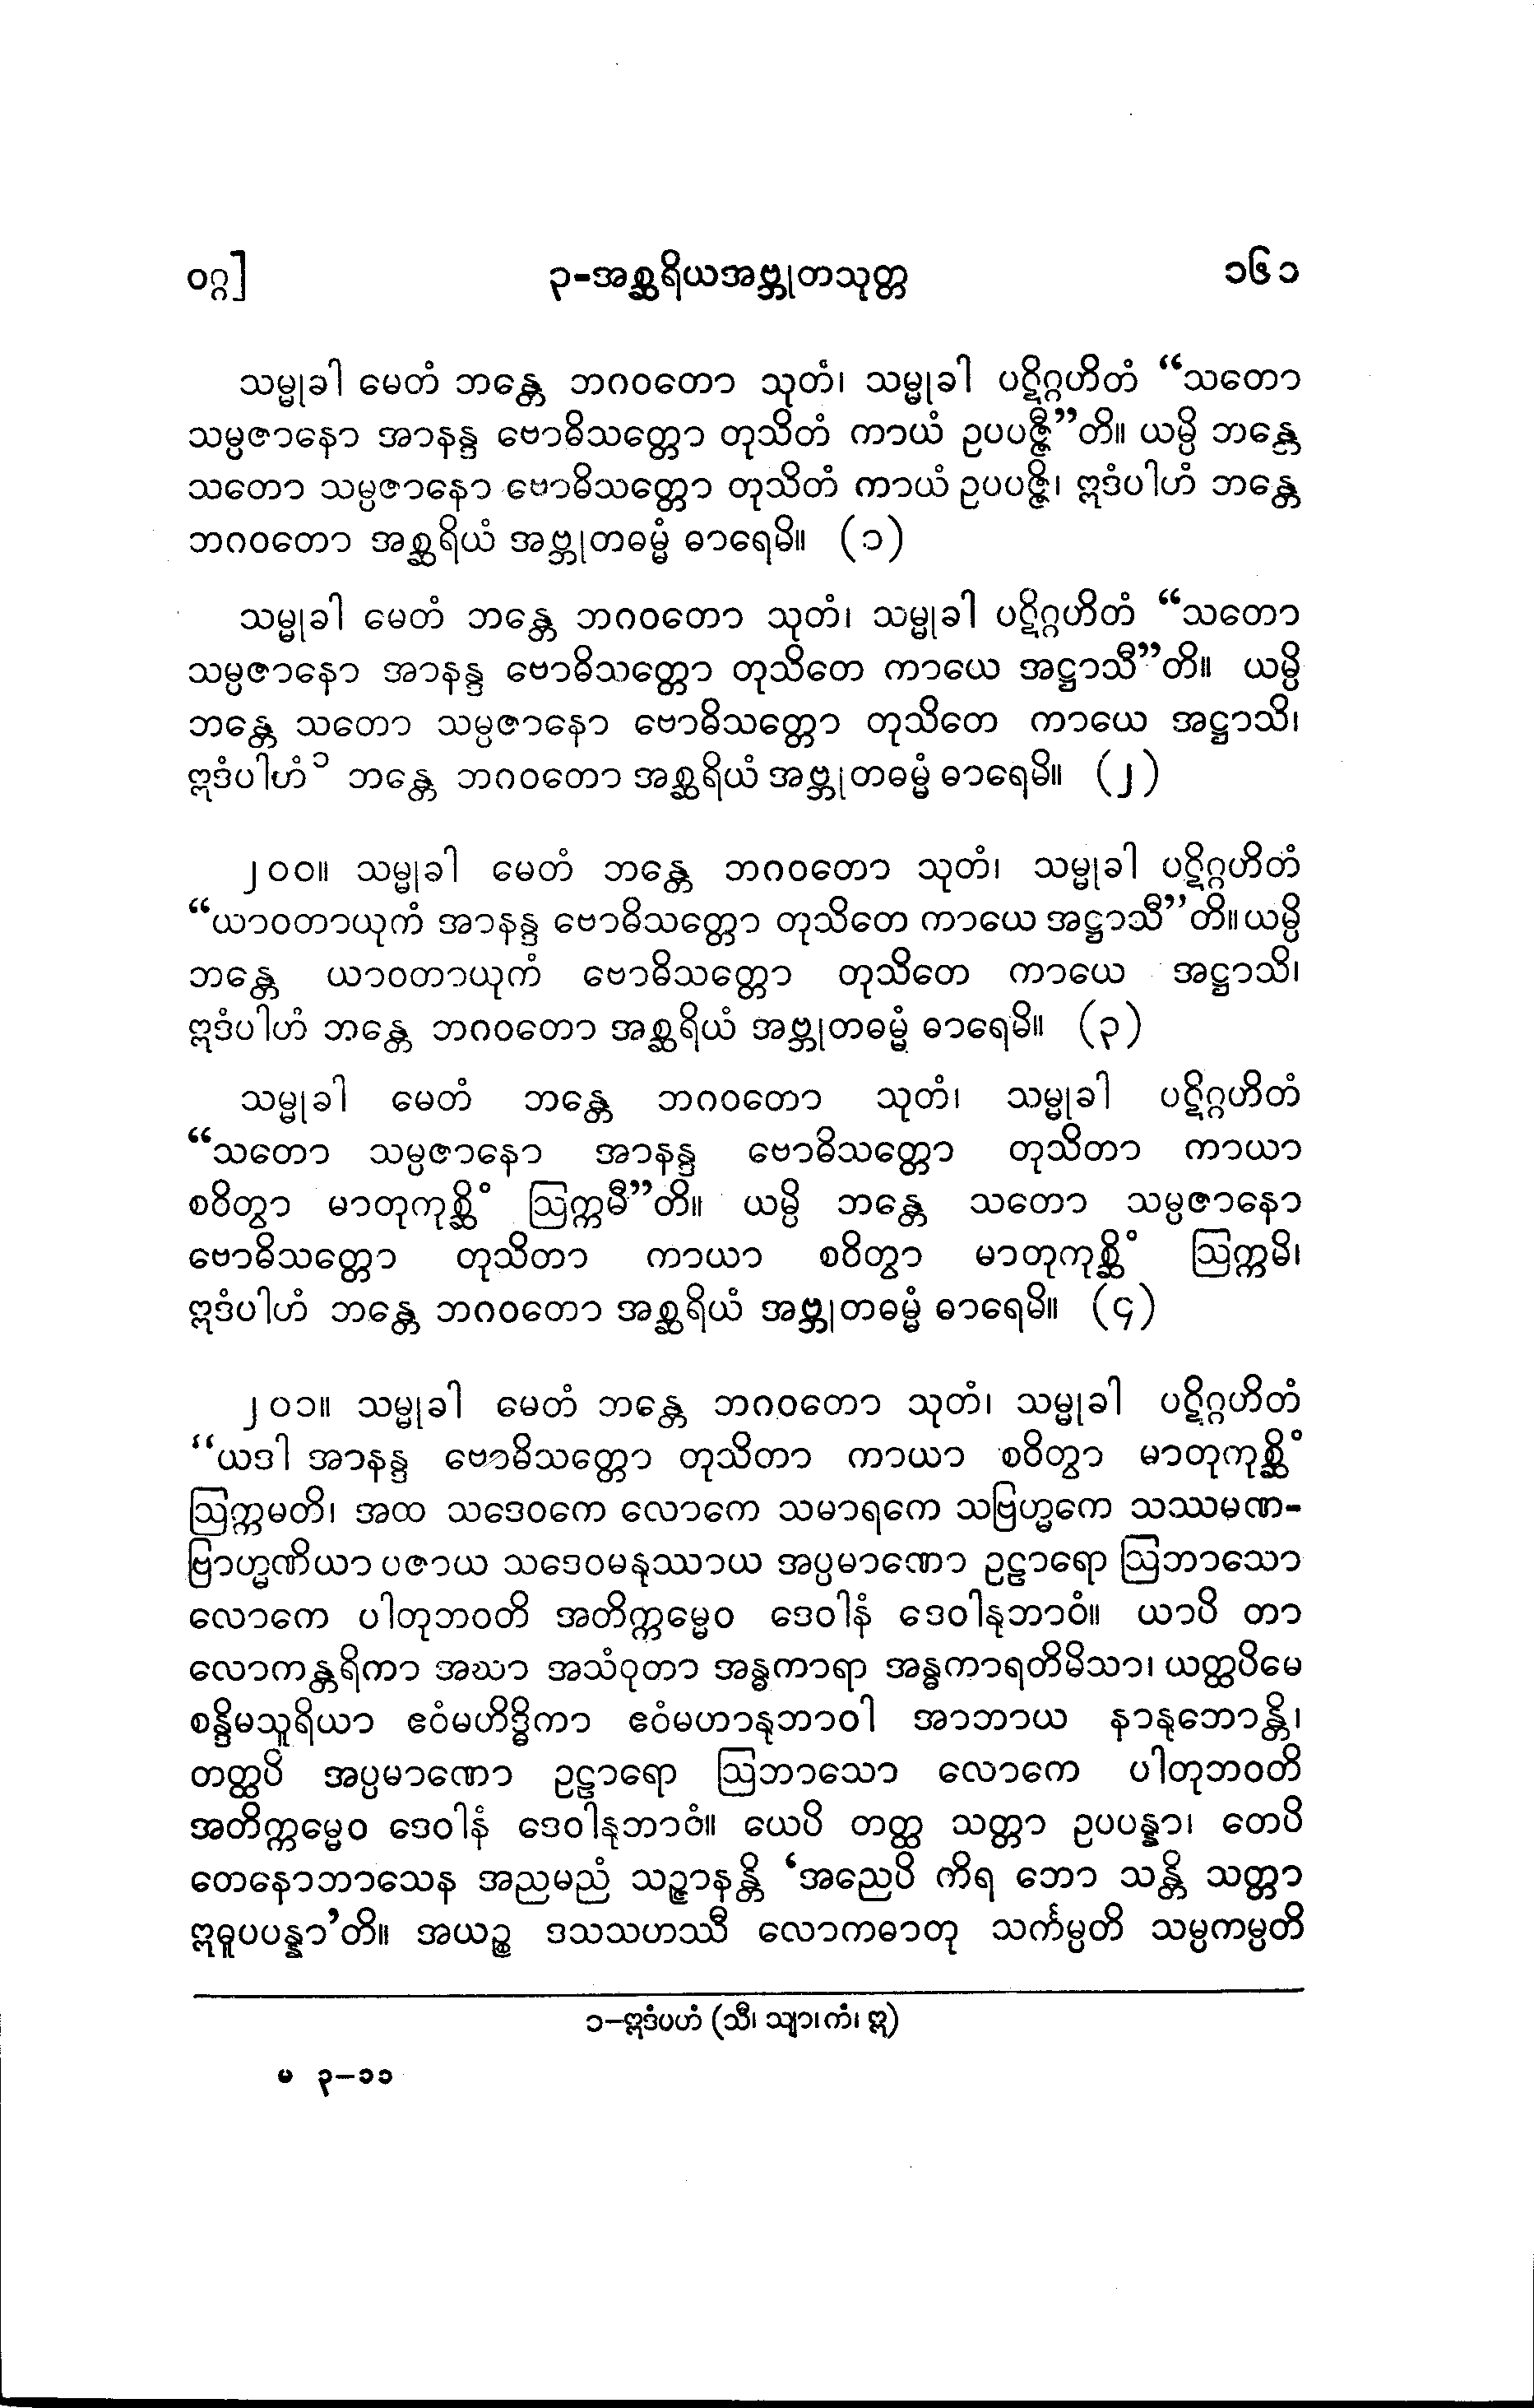 ဝဂ္ဂ] ၃-အစ္ဆရိယအဗ္ဘုတသုတ္တ ၁၆၁
သမ္မုခါ မေတံ ဘန္တေ ဘဂဝတော သုတံ၊ သမ္မုခါ ပဋိဂ္ဂဟိတံ “သတော
သမ္ပဇာနော အာနန္ဒ ဗောဓိသတ္တော တုသိတံ ကာယံ ဥပပဇ္ဇီ”တိ။ ယမ္ပိ ဘန္တေ
သတော သမ္ပဇာနော ဗောဓိသတ္တော တုသိတံ ကာယံ ဥပပဇ္ဇိ၊ ဣဒံပါဟံ ဘန္တေ
ဘဂဝတော အစ္ဆရိယံ အဗ္ဘုတဓမ္မံ ဓာရေမိ။ (၁)
သမ္မုခါ မေတံ ဘန္တေ ဘဂဝတော သုတံ၊ သမ္မုခါ ပဋိဂ္ဂဟိတံ “သတော
သမ္ပဇာနော အာနန္ဒ ဗောဓိသတ္တော တုသိတေ ကာယေ အဋ္ဌာသီ”တိ။ ယမ္ပိ
ဘန္တေ သတော သမ္ပဇာနော ဗောဓိသတ္တော တုသိတေ ကာယေ အဋ္ဌာသိ၊
ဣဒံပါဟံ၁ ဘန္တေ ဘဂဝတော အစ္ဆရိယံ အဗ္ဘုတဓမ္မံ ဓာရေမိ။ (၂)
၂၀၀။ သမ္မုခါ မေတံ ဘန္တေ ဘဂဝတော သုတံ၊ သမ္မုခါ ပဋိဂ္ဂဟိတံ
“ယာဝတာယုကံ အာနန္ဒ ဗောဓိသတ္တော တုသိတေ ကာယေ အဋ္ဌာသီ”တိ။ ယမ္ပိ
ဘန္တေ ယာဝတာယုကံ ဗောဓိသတ္တော တုသိတေ ကာယေ အဋ္ဌာသိ၊
ဣဒံပါဟံ ဘန္တေ ဘဂဝတော အစ္ဆရိယံ အဗ္ဘုတဓမ္မံ ဓာရေမိ။ (၃)
သမ္မုခါ မေတံ ဘန္တေ ဘဂဝတော သုတံ၊ သမ္မုခါ ပဋိဂ္ဂဟိတံ
“သတော သမ္ပဇာနော အာနန္ဒ ဗောဓိသတ္တော တုသိတာ ကာယာ
စဝိတွာ မာတုကုစ္ဆိံ ဩက္ကမီ”တိ။ ယမ္ပိ ဘန္တေ သတော သမ္ပဇာနော
ဗောဓိသတ္တော တုသိတာ ကာယာ စဝိတွာ မာတုကုစ္ဆိံ ဩက္ကမိ၊
ဣဒံပါဟံ ဘန္တေ ဘဂဝတော အစ္ဆရိယံ အဗ္ဘုတဓမ္မံ ဓာရေမိ။ (၄)
၂၀၁။ သမ္မုခါ မေတံ ဘန္တေ ဘဂဝတော သုတံ၊ သမ္မုခါ ပဋိဂ္ဂဟိတံ
“ယဒါ အာနန္ဒ ဗောဓိသတ္တော တုသိတာ ကာယာ စဝိတွာ မာတုကုစ္ဆိံ
ဩက္ကမတိ၊ အထ သဒေဝကေ လောကေ သမာရကေ သဗြဟ္မကေ သဿမဏ-
ဗြာဟ္မဏိယာ ပဇာယ သဒေဝမနုဿာယ အပ္ပမာဏော ဥဠာရော ဩဘာသော
လောကေ ပါတုဘဝတိ အတိက္ကမ္မေဝ ဒေဝါနံ ဒေဝါနုဘာဝံ။ ယာပိ တာ
လောကန္တရိကာ အဃာ အသံဝုတာ အန္ဓကာရာ အန္ဓကာရတိမိသာ၊ ယတ္ထပိမေ
စန္ဒိမသူရိယာ ဧဝံမဟိဒ္ဓိကာ ဧဝံမဟာနုဘာဝါ အာဘာယ နာနုဘောန္တိ၊
တတ္ထပိ အပ္ပမာဏော ဥဠာရော ဩဘာသော လောကေ ပါတုဘဝတိ
အတိက္ကမ္မေဝ ဒေဝါနံ ဒေဝါနုဘာဝံ။ ယေပိ တတ္ထ သတ္တာ ဥပပန္နာ၊ တေပိ
တေနောဘာသေန အညမညံ သဉ္ဇာနန္တိ ‘အညေပိ ကိရ ဘော သန္တိ သတ္တာ
ဣဓူပပန္နာ’တိ။ အယဉ္စ ဒသသဟဿီ လောကဓာတု သင်္ကမ္ပတိ သမ္ပကမ္ပတိ
၁−ဣဒံပဟံ (သီ၊ သျာ၊ ကံ၊ ဣ)
မ ၃−၁၁